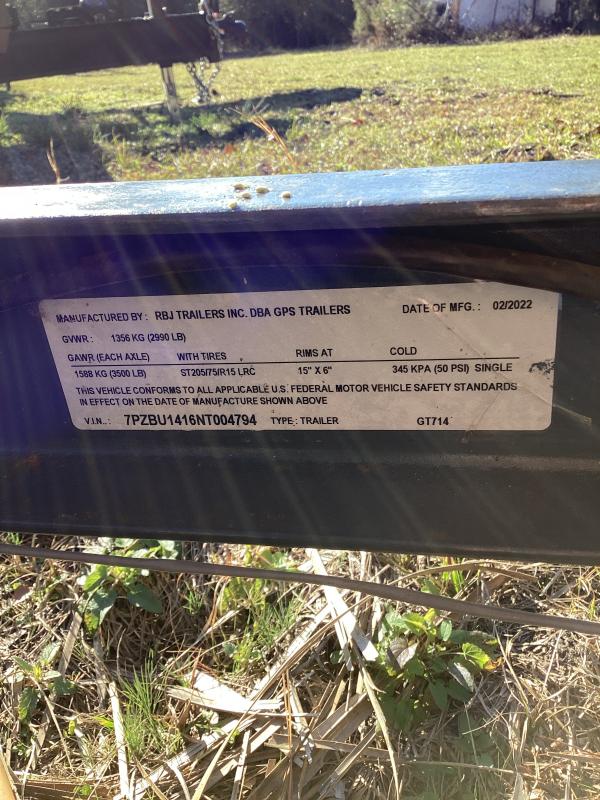 MANUFACTURED BY : RBJ TRAILERS INC. DBA GPS TRAILERS DATE OF MFG. : 02/2022
GVWR : 1356 KG (2990 LB)
GAWR (EACH AXLE) WITH TIRES RIMS AT COLD
1588 KG (3500 LB) ST205/75/R15 LRC 15" X 6" 345 KPA (50 PSI) SINGLE
THIS VEHICLE CONFORMS TO ALL APPLICABLE U.S. FEDERAL MOTOR VEHICLE SAFETY STANDARDS
IN EFFECT ON THE DATE OF MANUFACTURE SHOWN ABOVE
V.I.N..: 7PZBU1416NT004794 TYPE: TRAILER GT714